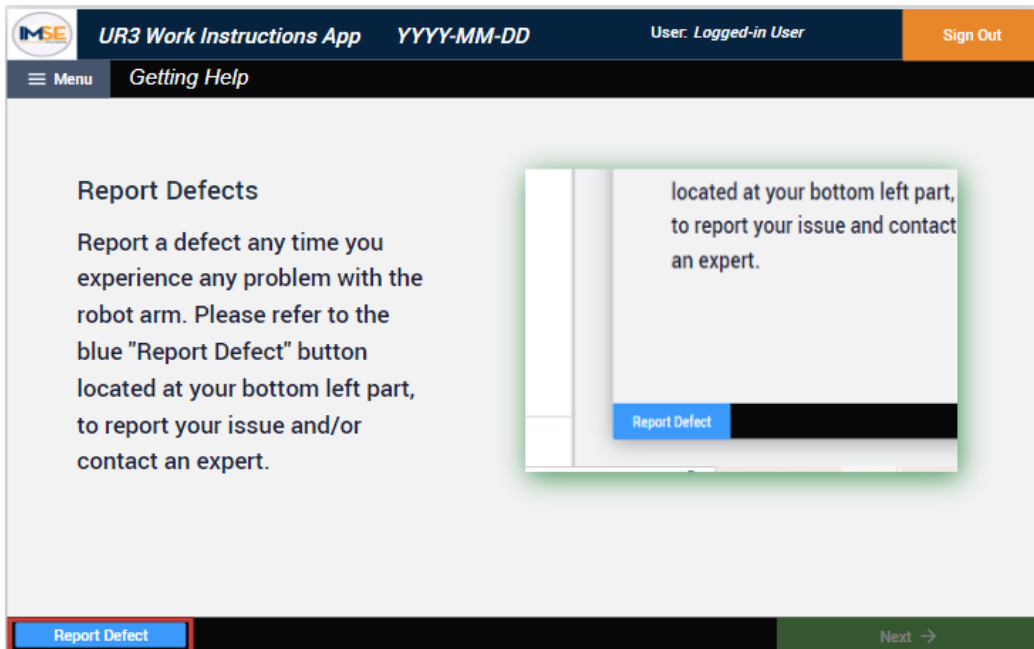 IMSE
UR3 Work Instructions App YYYY-MM-DD User: Logged-in User Sign Out
Menu Getting Help
Report Defects
Report a defect any time you
experience any problem with the
robot arm. Please refer to the
blue "Report Defect" button
located at your bottom left part,
to report your issue and/or
contact an expert.
located at your bottom left part,
to report your issue and contact
an expert.
Report Defect
Report Defect Next →